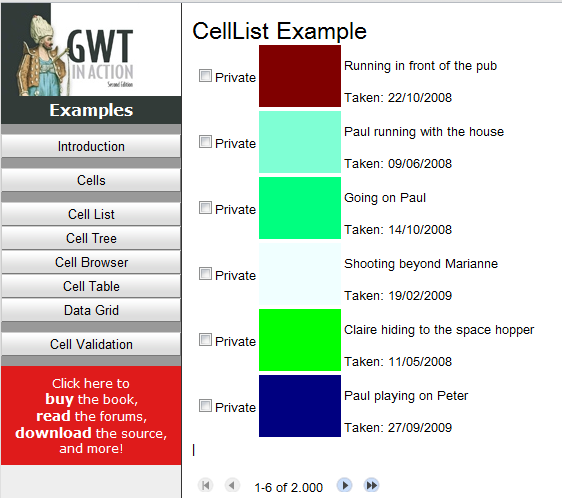 GWT
IN ACTION
Second Edition
Examples
Introduction
Cells
Cell List
Cell Tree
Cell Browser
Cell Table
Data Grid
Cell Validation
Click here to
buy the book,
read the forums,
download the source,
and more!
CellList Example
Private
Running in front of the pub
Taken: 22/10/2008
Private
Paul running with the house
Taken: 09/06/2008
Private
Going on Paul
Taken: 14/10/2008
Private
Shooting beyond Marianne
Taken: 19/02/2009
Private
Claire hiding to the space hopper
Taken: 11/05/2008
Private
Paul playing on Peter
Taken: 27/09/2009
|
1-6 of 2.000